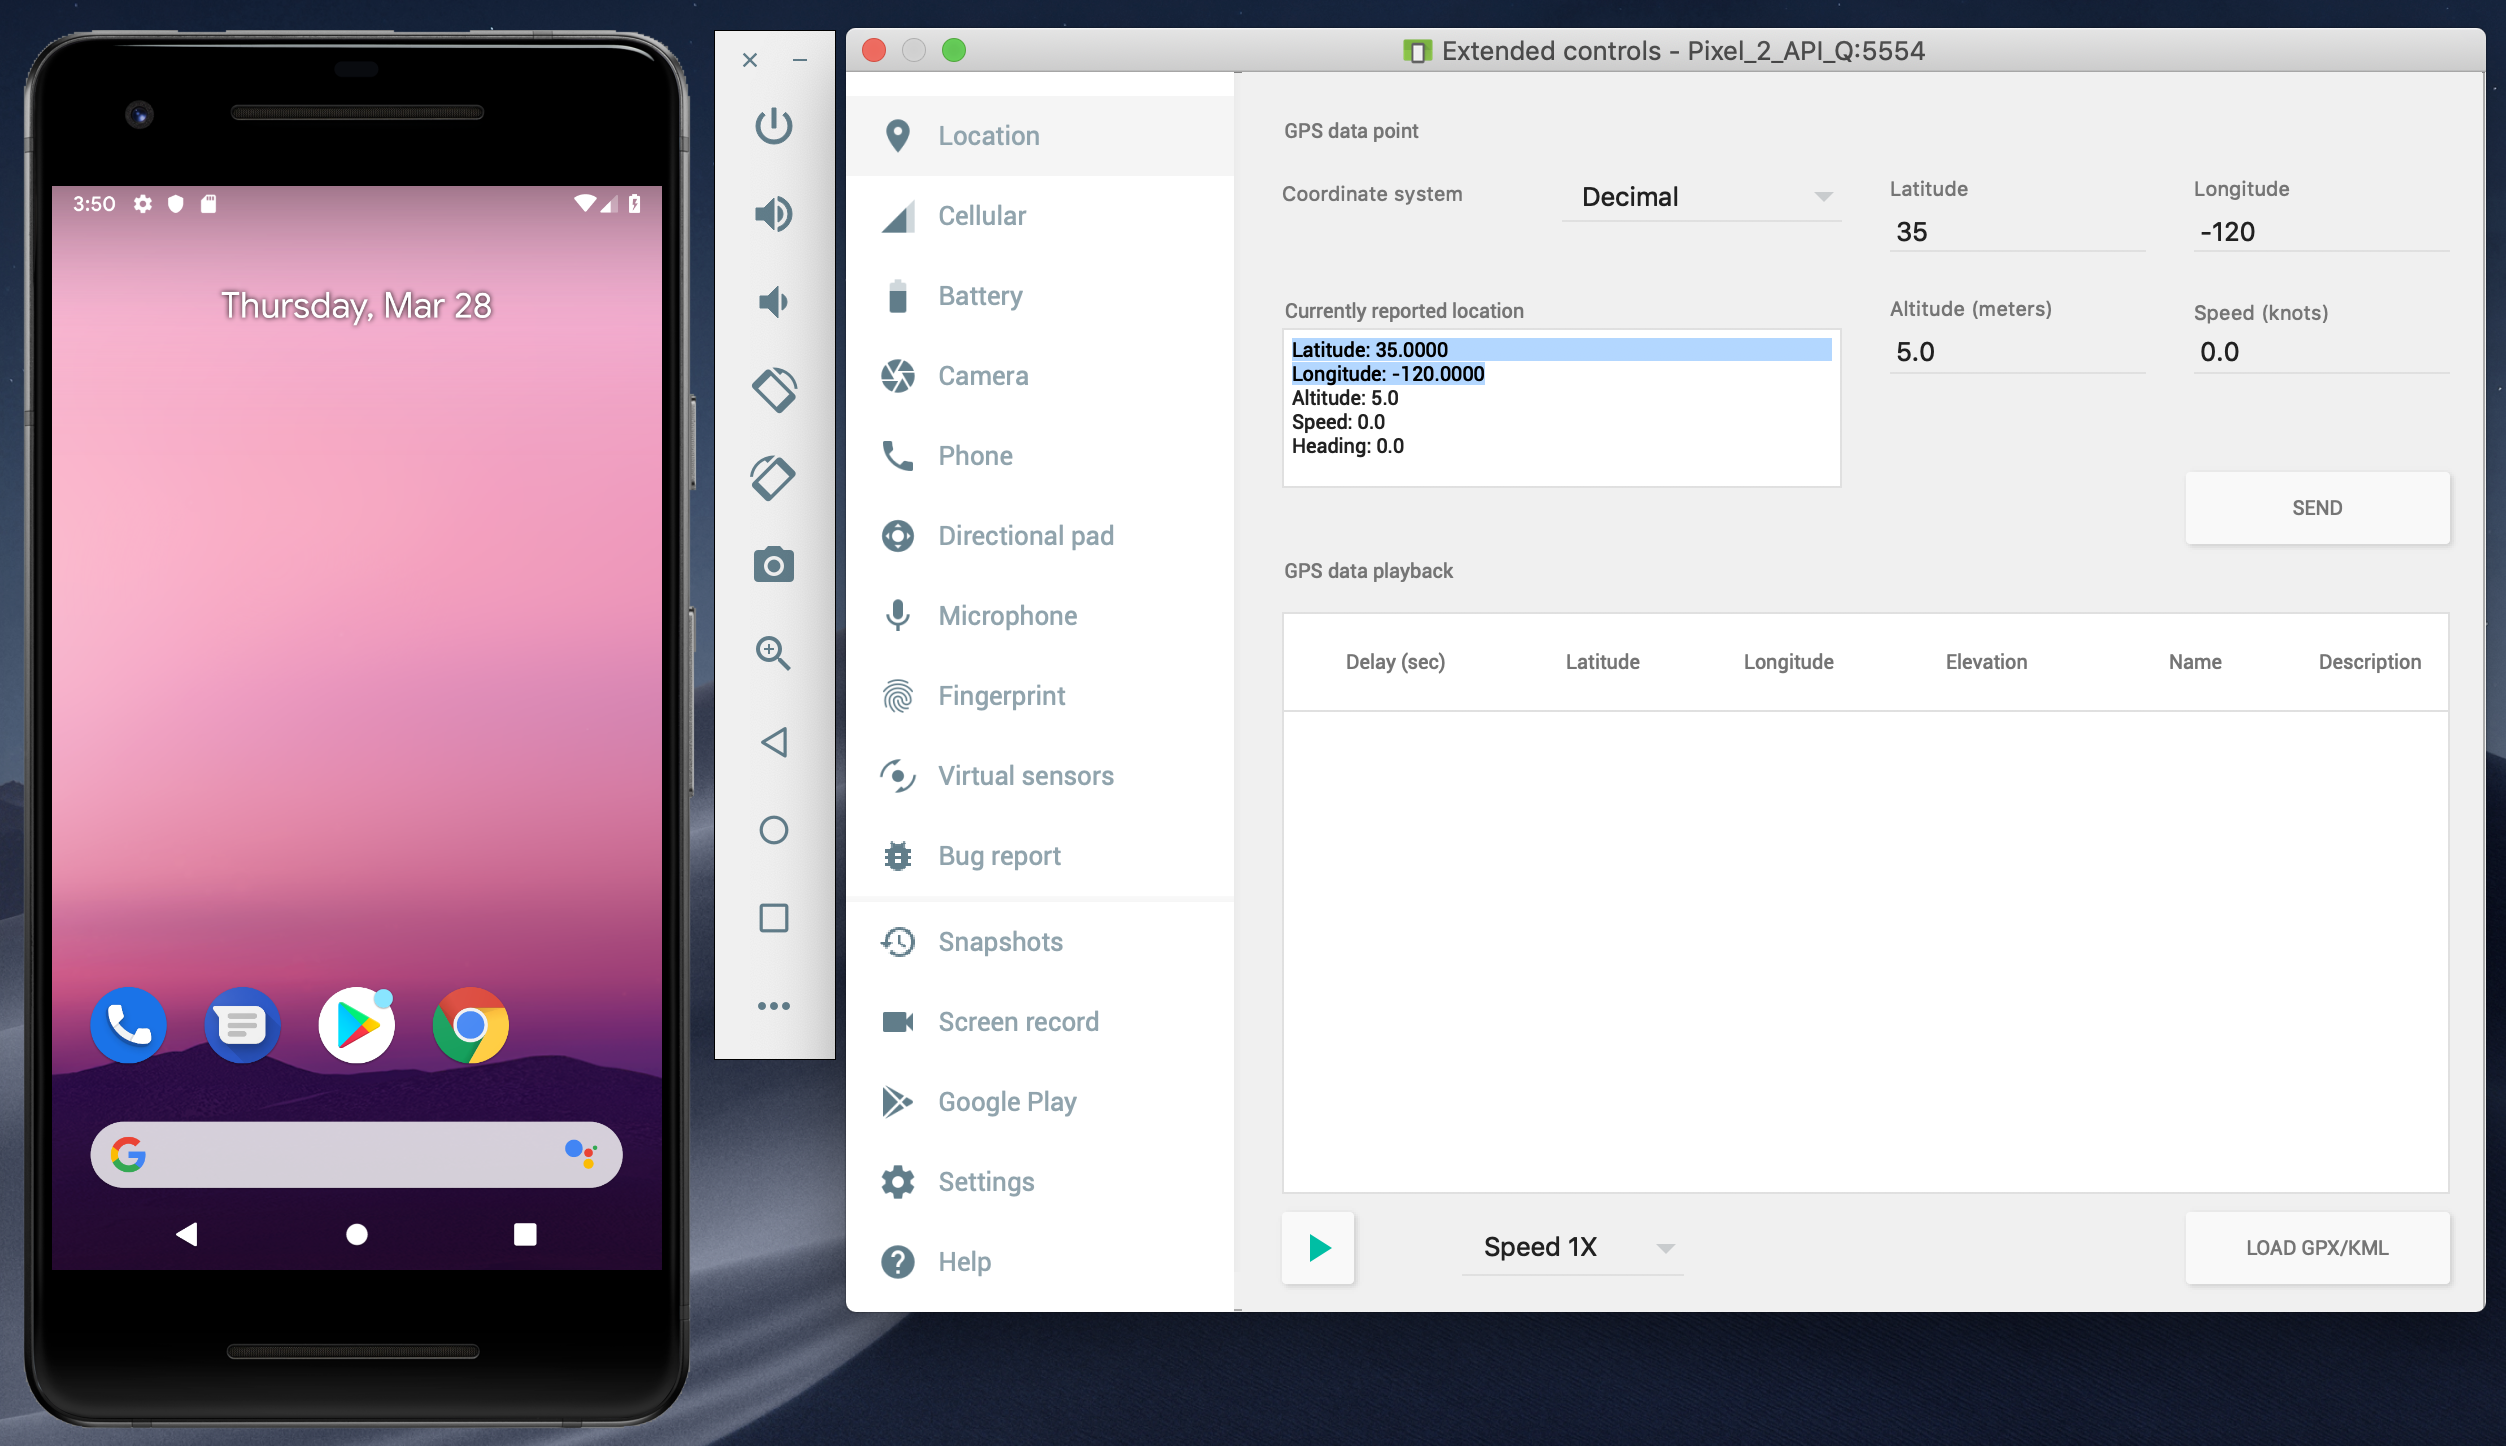 3:50
Thursday, Mar 28
Extended controls - Pixel_2_API_Q:5554
Location
Cellular
Battery
Camera
Phone
Directional pad
Microphone
Fingerprint
Virtual sensors
Bug report
Snapshots
Screen record
Google Play
Settings
Help
GPS data point
Coordinate system
Decimal
Latitude
35
Longitude
-120
Currently reported location
Latitude: 35.0000
Longitude: -120.0000
Altitude: 5.0
Speed: 0.0
Heading: 0.0
Altitude (meters)
5.0
Speed (knots)
0.0
SEND
GPS data playback
Delay (sec) Latitude Longitude Elevation Name Description
Speed 1X
LOAD GPX/KML